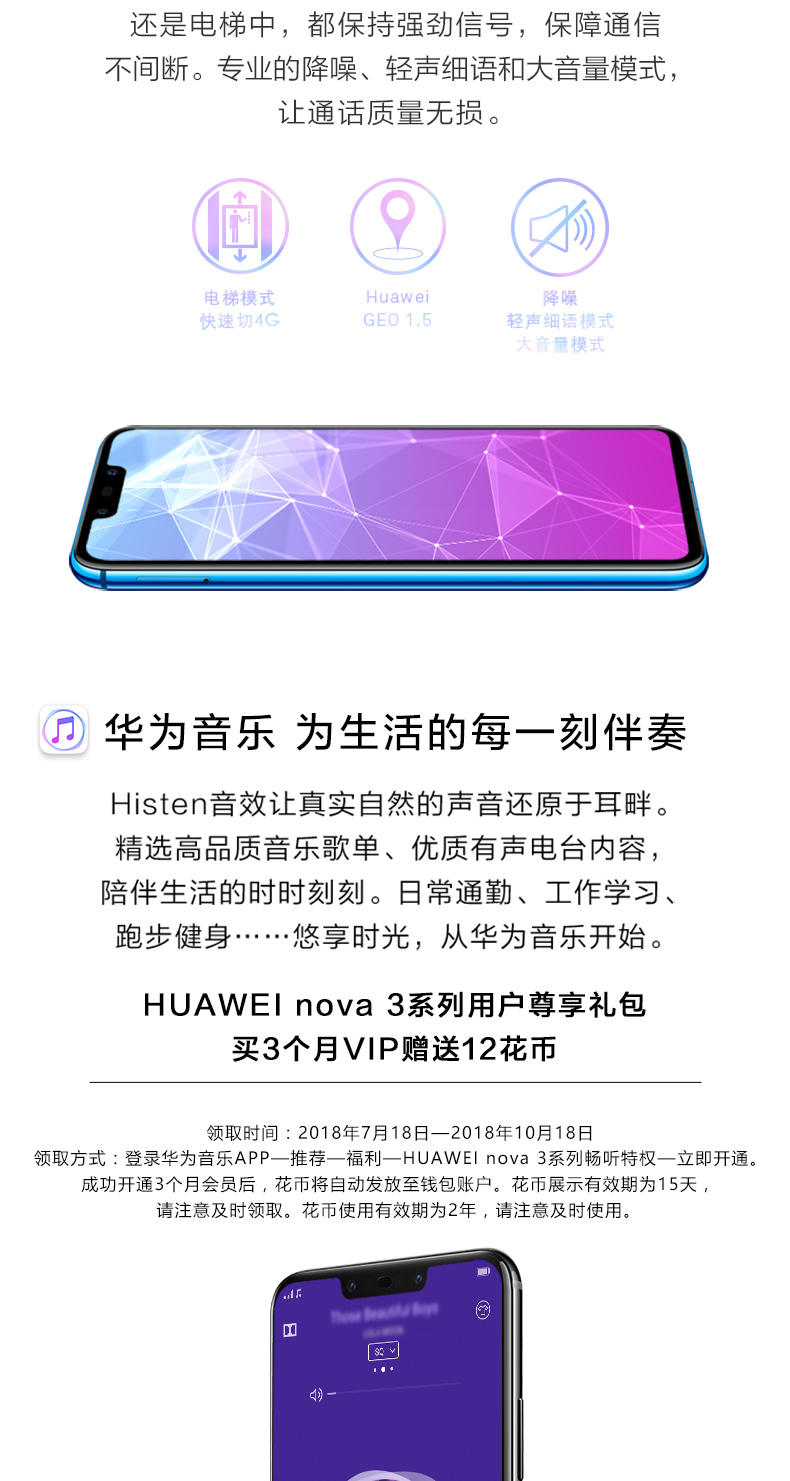 还是电梯中，都保持强劲信号，保障通信
不间断。专业的降噪、轻声细语和大音量模式，
让通话质量无损。
电梯模式
快速切4G
Huawei
GEO 1.5
降噪
轻声细语模式
大音量模式
华为音乐 为生活的每一刻伴奏
Histen音效让真实自然的声音还原于耳畔。
精选高品质音乐歌单、优质有声电台内容，
陪伴生活的时时刻刻。日常通勤、工作学习、
跑步健身……悠享时光，从华为音乐开始。
HUAWEI nova 3系列用户尊享礼包
买3个月VIP赠送12花币
领取时间：2018年7月18日—2018年10月18日
领取方式：登录华为音乐APP—推荐—福利—HUAWEI nova 3系列畅听特权—立即开通。
成功开通3个月会员后，花币将自动发放至钱包账户。花币展示有效期为15天，
请注意及时领取。花币使用有效期为2年，请注意及时使用。
Those Beautiful Boys
SQ